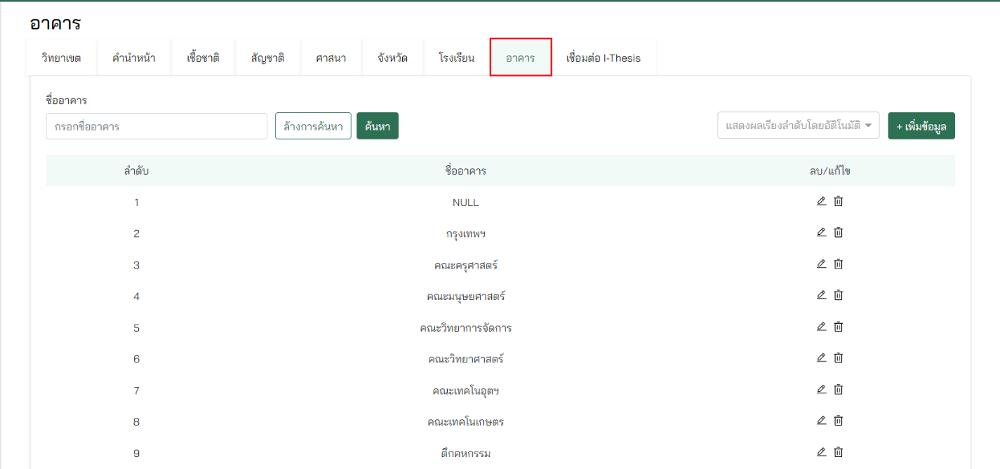 อาคาร
วิทยาเขต คำนำหน้า เชื้อชาติ สัญชาติ ศาสนา จังหวัด โรงเรียน อาคาร เชื่อมต่อ I-Thesis
ชื่ออาคาร
กรอกชื่ออาคาร ล้างการค้นหา ค้นหา แสดงผลเรียงลำดับโดยอัติโนมัติ + เพิ่มข้อมูล
ลำดับ ชื่ออาคาร ลบ/แก้ไข
1 NULL
2 กรุงเทพฯ
3 คณะครุศาสตร์
4 คณะมนุษยศาสตร์
5 คณะวิทยาการจัดการ
6 คณะวิทยาศาสตร์
7 คณะเทคโนอุตฯ
8 คณะเทคโนเกษตร
9 ตึกคหกรรม